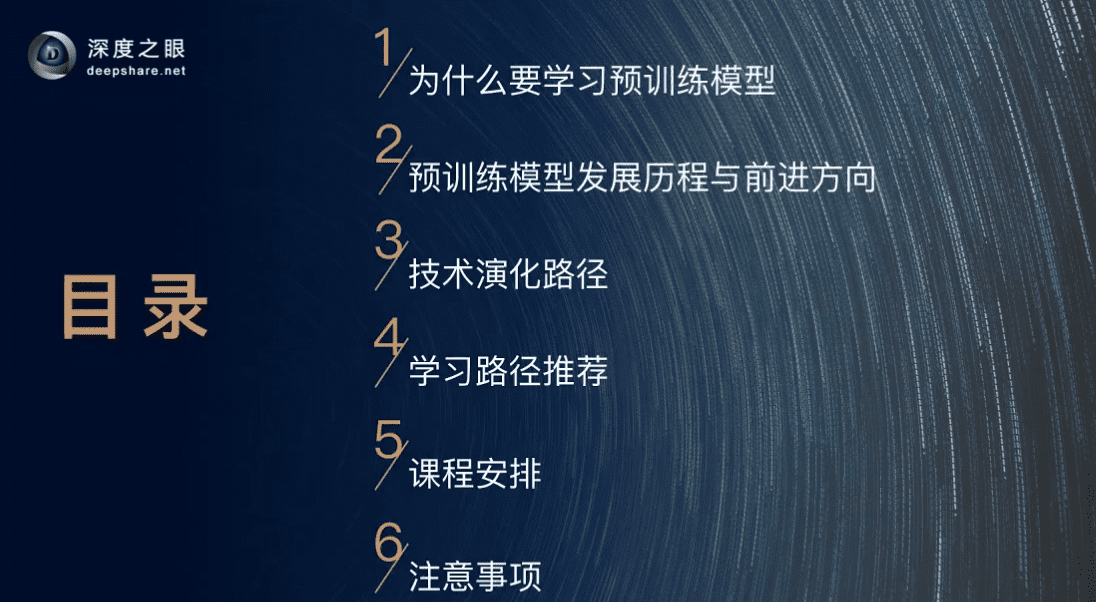 深度之眼
deepshare.net
目录
1 为什么要学习预训练模型
2 预训练模型发展历程与前进方向
3 技术演化路径
4 学习路径推荐
5 课程安排
6 注意事项